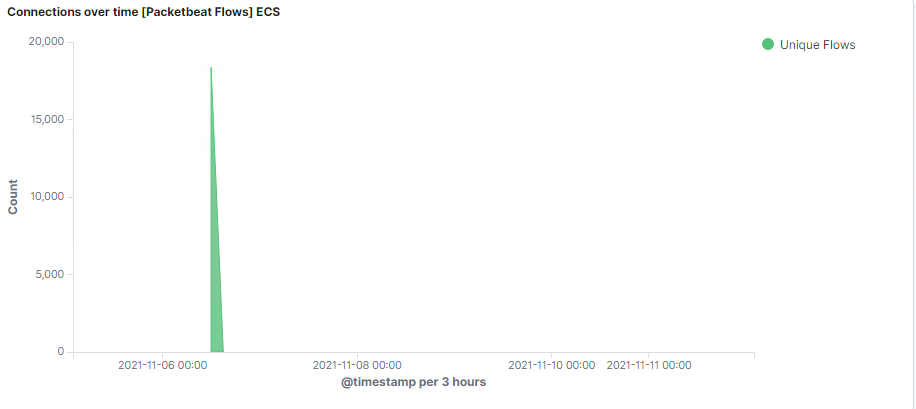 Connections over time [Packetbeat Flows] ECS
20,000
15,000
10,000
5,000
0
Count
2021-11-06 00:00 2021-11-08 00:00 2021-11-10 00:00 2021-11-11 00:00
@timestamp per 3 hours
Unique Flows